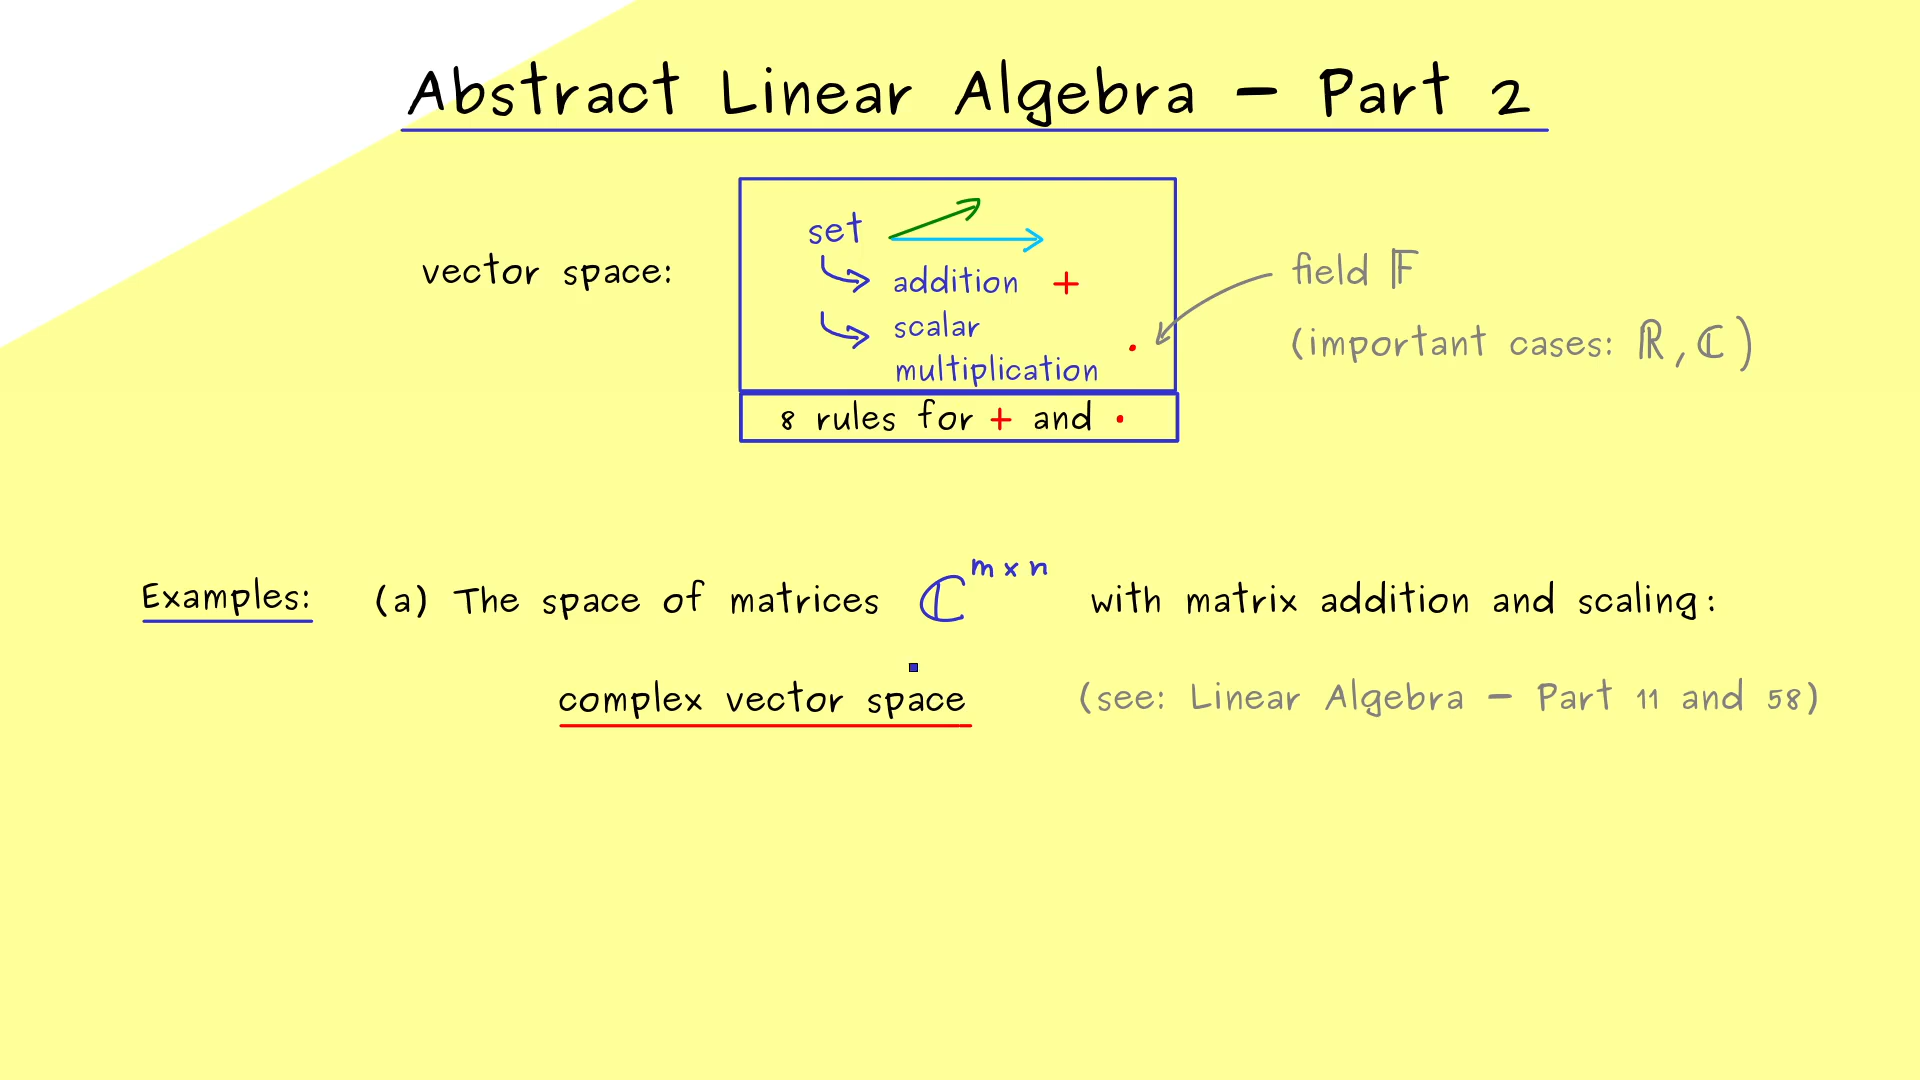 Abstract Linear Algebra – Part 2
vector space:
set
addition +
scalar
multiplication ·
8 rules for + and ·
field 𝔽
(important cases: ℝ, ℂ)
Examples: (a) The space of matrices ℂ^{m×n} with matrix addition and scaling:
complex vector space (see: Linear Algebra – Part 11 and 58)